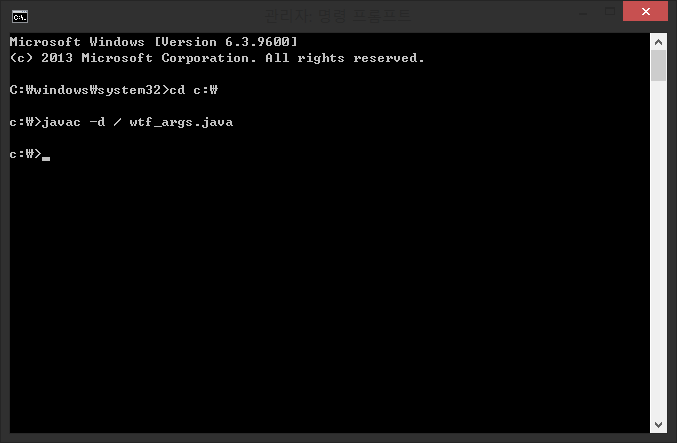 관리자: 명령 프롬프트
Microsoft Windows [Version 6.3.9600]
(c) 2013 Microsoft Corporation. All rights reserved.
C:₩windows₩system32>cd c:₩
c:₩>javac -d / wtf_args.java
c:₩>